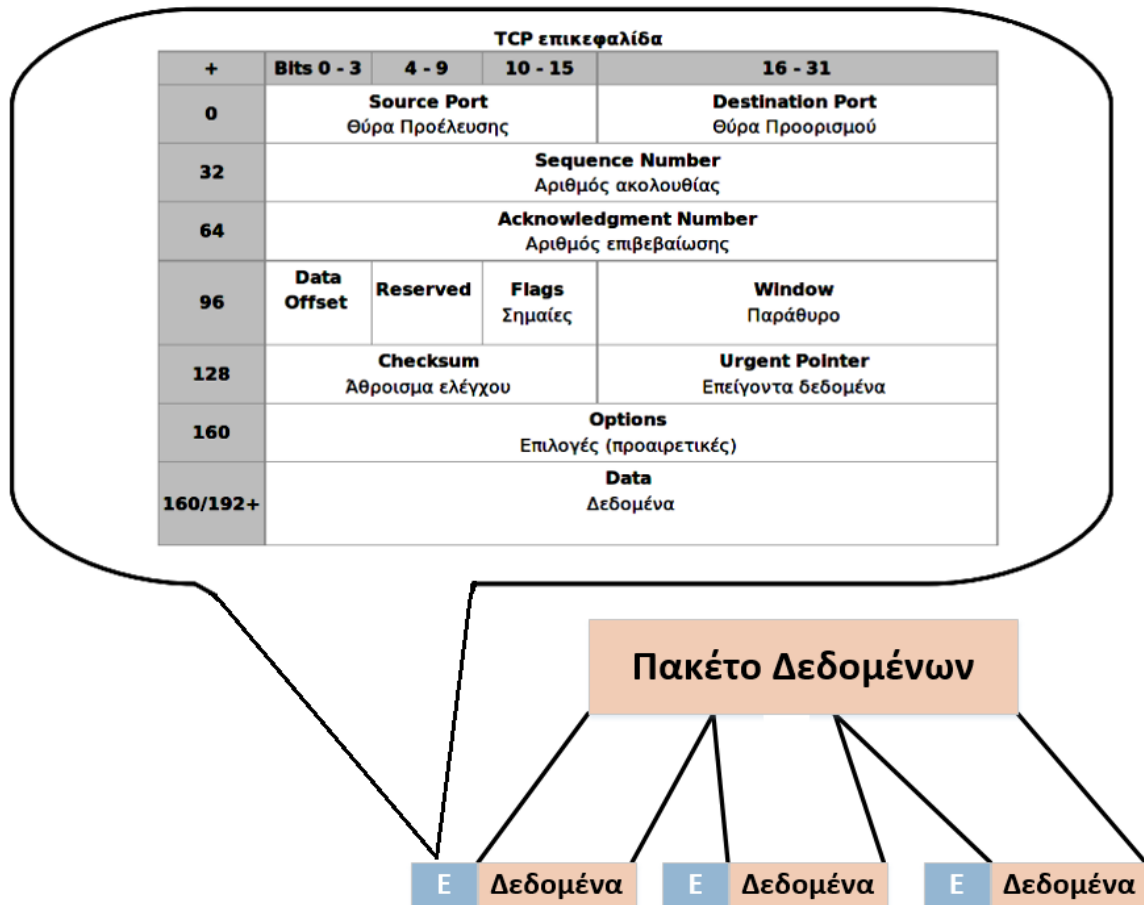 TCP επικεφαλίδα
+ Bits 0 - 3 4 - 9 10 - 15 16 - 31
0 Source Port Destination Port
Θύρα Προέλευσης Θύρα Προορισμού
32 Sequence Number
Αριθμός ακολουθίας
64 Acknowledgment Number
Αριθμός επιβεβαίωσης
96 Data Offset Reserved Flags Window
Σημαίες Παράθυρο
128 Checksum Urgent Pointer
Άθροισμα ελέγχου Επείγοντα δεδομένα
160 Options
Επιλογές (προαιρετικές)
160/192+ Data
Δεδομένα
Πακέτο Δεδομένων
Ε Δεδομένα Ε Δεδομένα Ε Δεδομένα